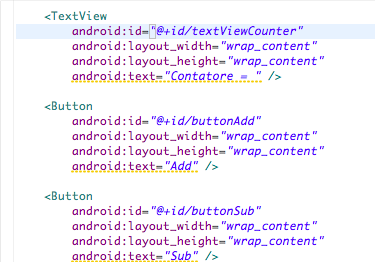 <TextView
android:id="@+id/textViewCounter"
android:layout_width="wrap_content"
android:layout_height="wrap_content"
android:text="Contatore = " />
<Button
android:id="@+id/buttonAdd"
android:layout_width="wrap_content"
android:layout_height="wrap_content"
android:text="Add" />
<Button
android:id="@+id/buttonSub"
android:layout_width="wrap_content"
android:layout_height="wrap_content"
android:text="Sub" />